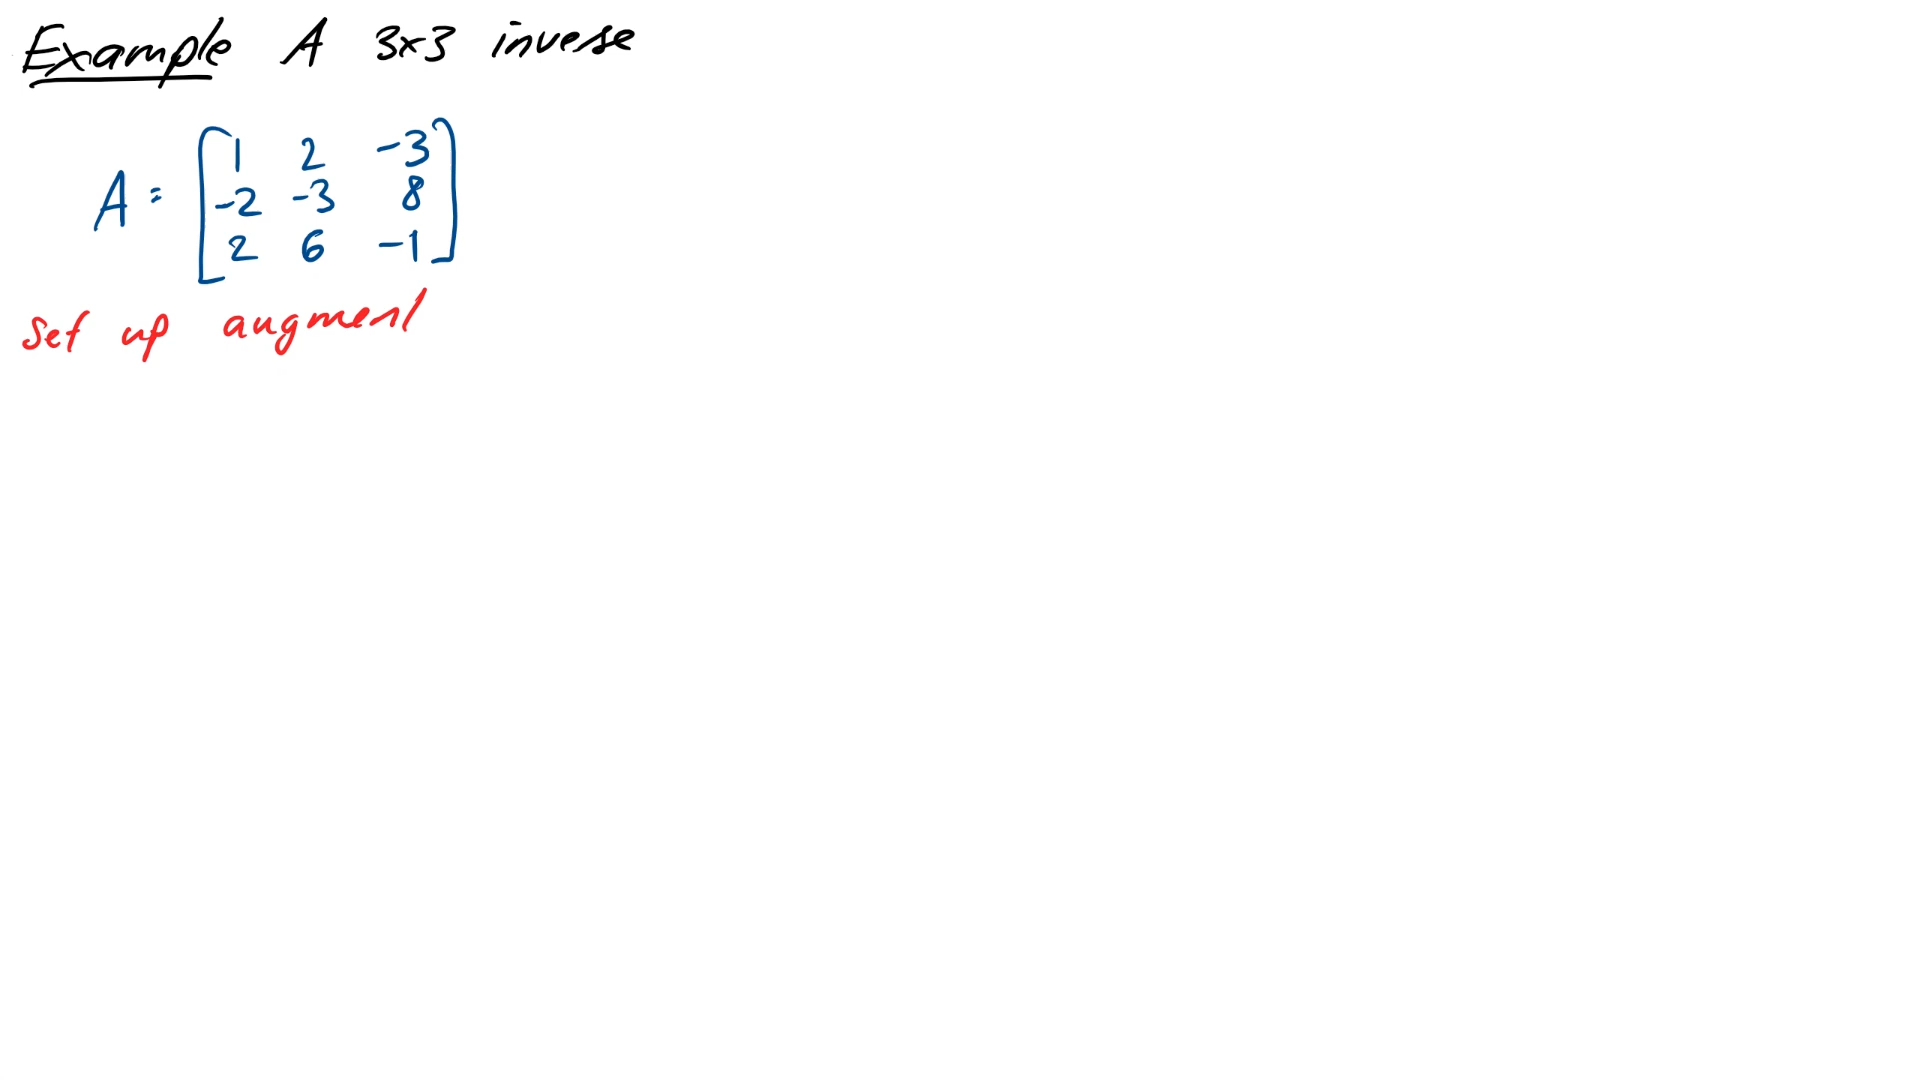 Example A 3x3 inverse
A = [1 2 -3
-2 -3 8
2 6 -1]
set up augment